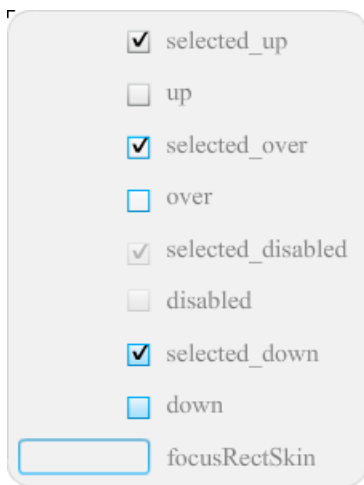 selected_up
up
selected_over
over
selected_disabled
disabled
selected_down
down
focusRectSkin